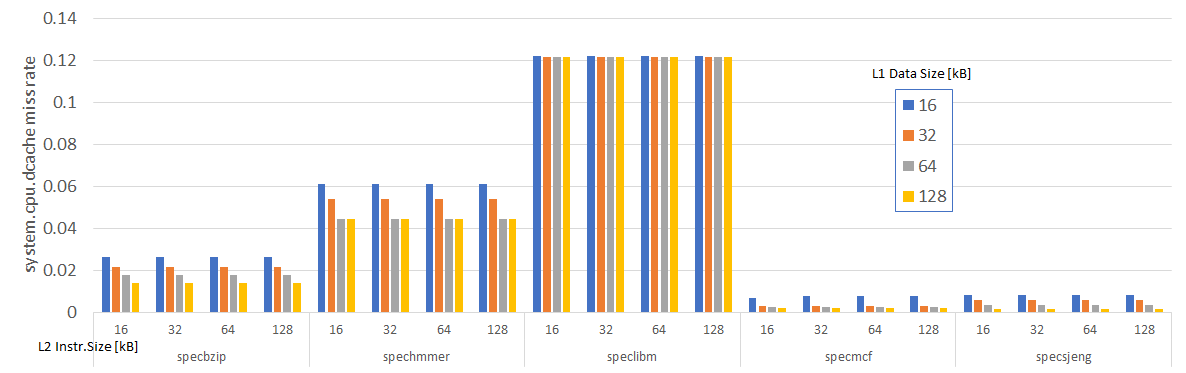 system.cpu.dcache missrate
0.14
0.12
0.1
0.08
0.06
0.04
0.02
0
L1 Data Size [kB]
16
32
64
128
16 32 64 128 16 32 64 128 16 32 64 128 16 32 64 128 16 32 64 128
L2 Instr.Size [kB]
specbzip spechmmer speclibm specmcf specsjeng